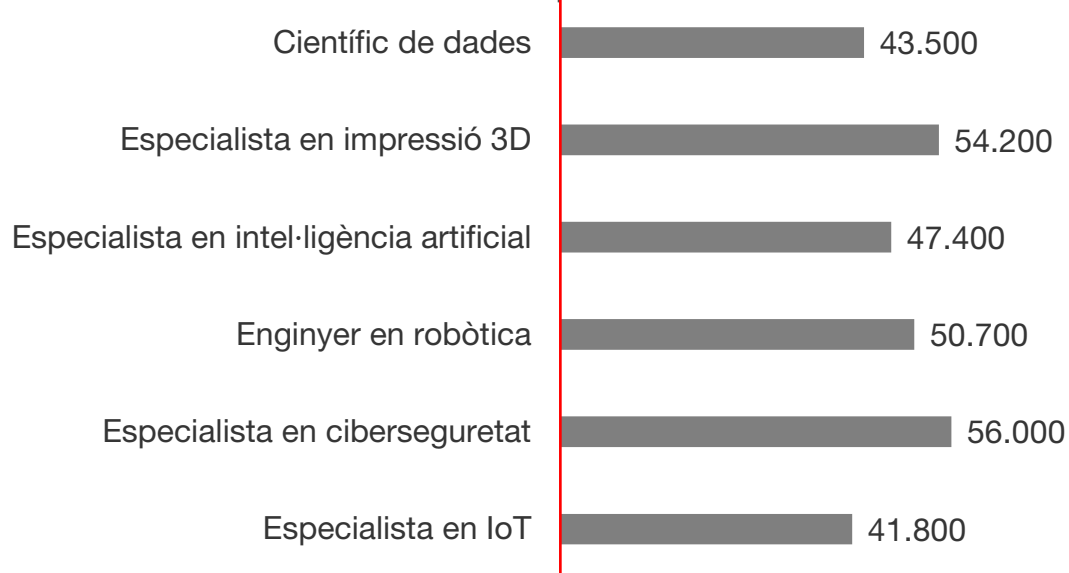 Científic de dades 43.500
Especialista en impressió 3D 54.200
Especialista en intel·ligència artificial 47.400
Enginyer en robòtica 50.700
Especialista en ciberseguretat 56.000
Especialista en IoT 41.800